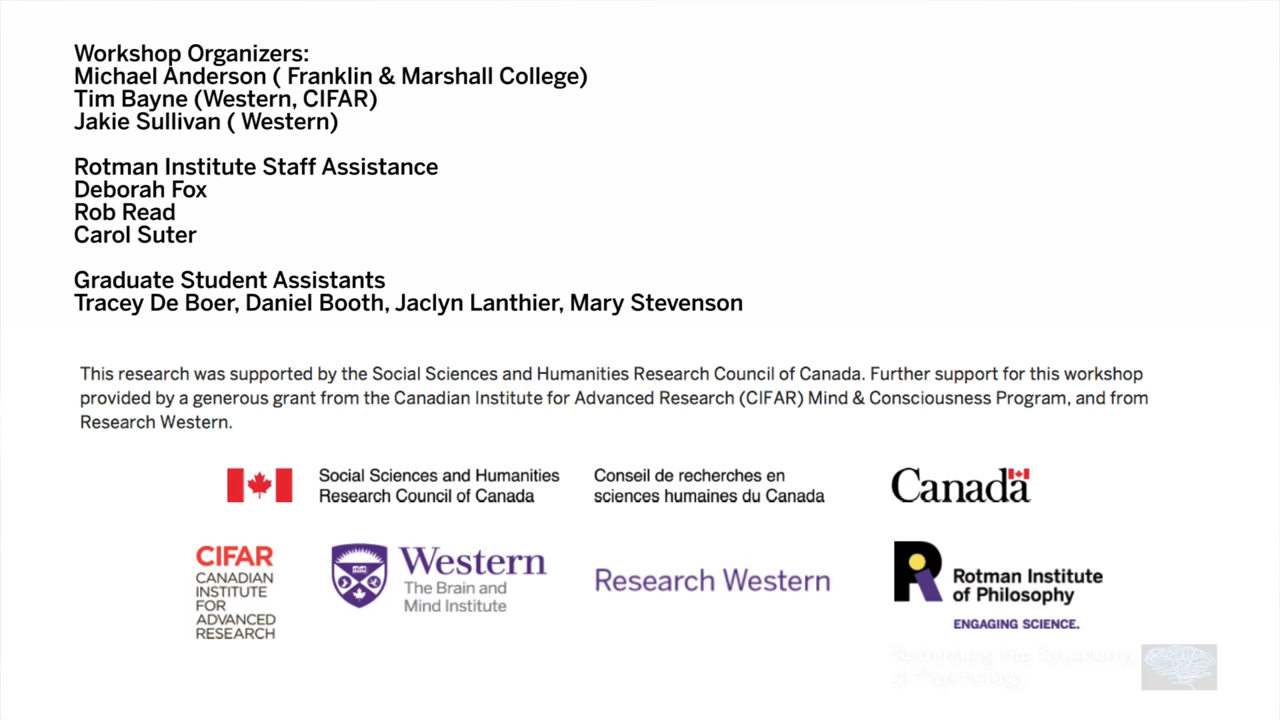 Workshop Organizers:
Michael Anderson ( Franklin & Marshall College)
Tim Bayne (Western, CIFAR)
Jakie Sullivan ( Western)
Rotman Institute Staff Assistance
Deborah Fox
Rob Read
Carol Suter
Graduate Student Assistants
Tracey De Boer, Daniel Booth, Jaclyn Lanthier, Mary Stevenson
This research was supported by the Social Sciences and Humanities Research Council of Canada. Further support for this workshop
provided by a generous grant from the Canadian Institute for Advanced Research (CIFAR) Mind & Consciousness Program, and from
Research Western.
Social Sciences and Humanities
Research Council of Canada
Conseil de recherches en
sciences humaines du Canada
Canada
CIFAR
CANADIAN
INSTITUTE
FOR
ADVANCED
RESEARCH
Western
The Brain and
Mind Institute
Research Western
R
Rotman Institute
of Philosophy
ENGAGING SCIENCE.
Rethinking the Taxonomy
of Psychology